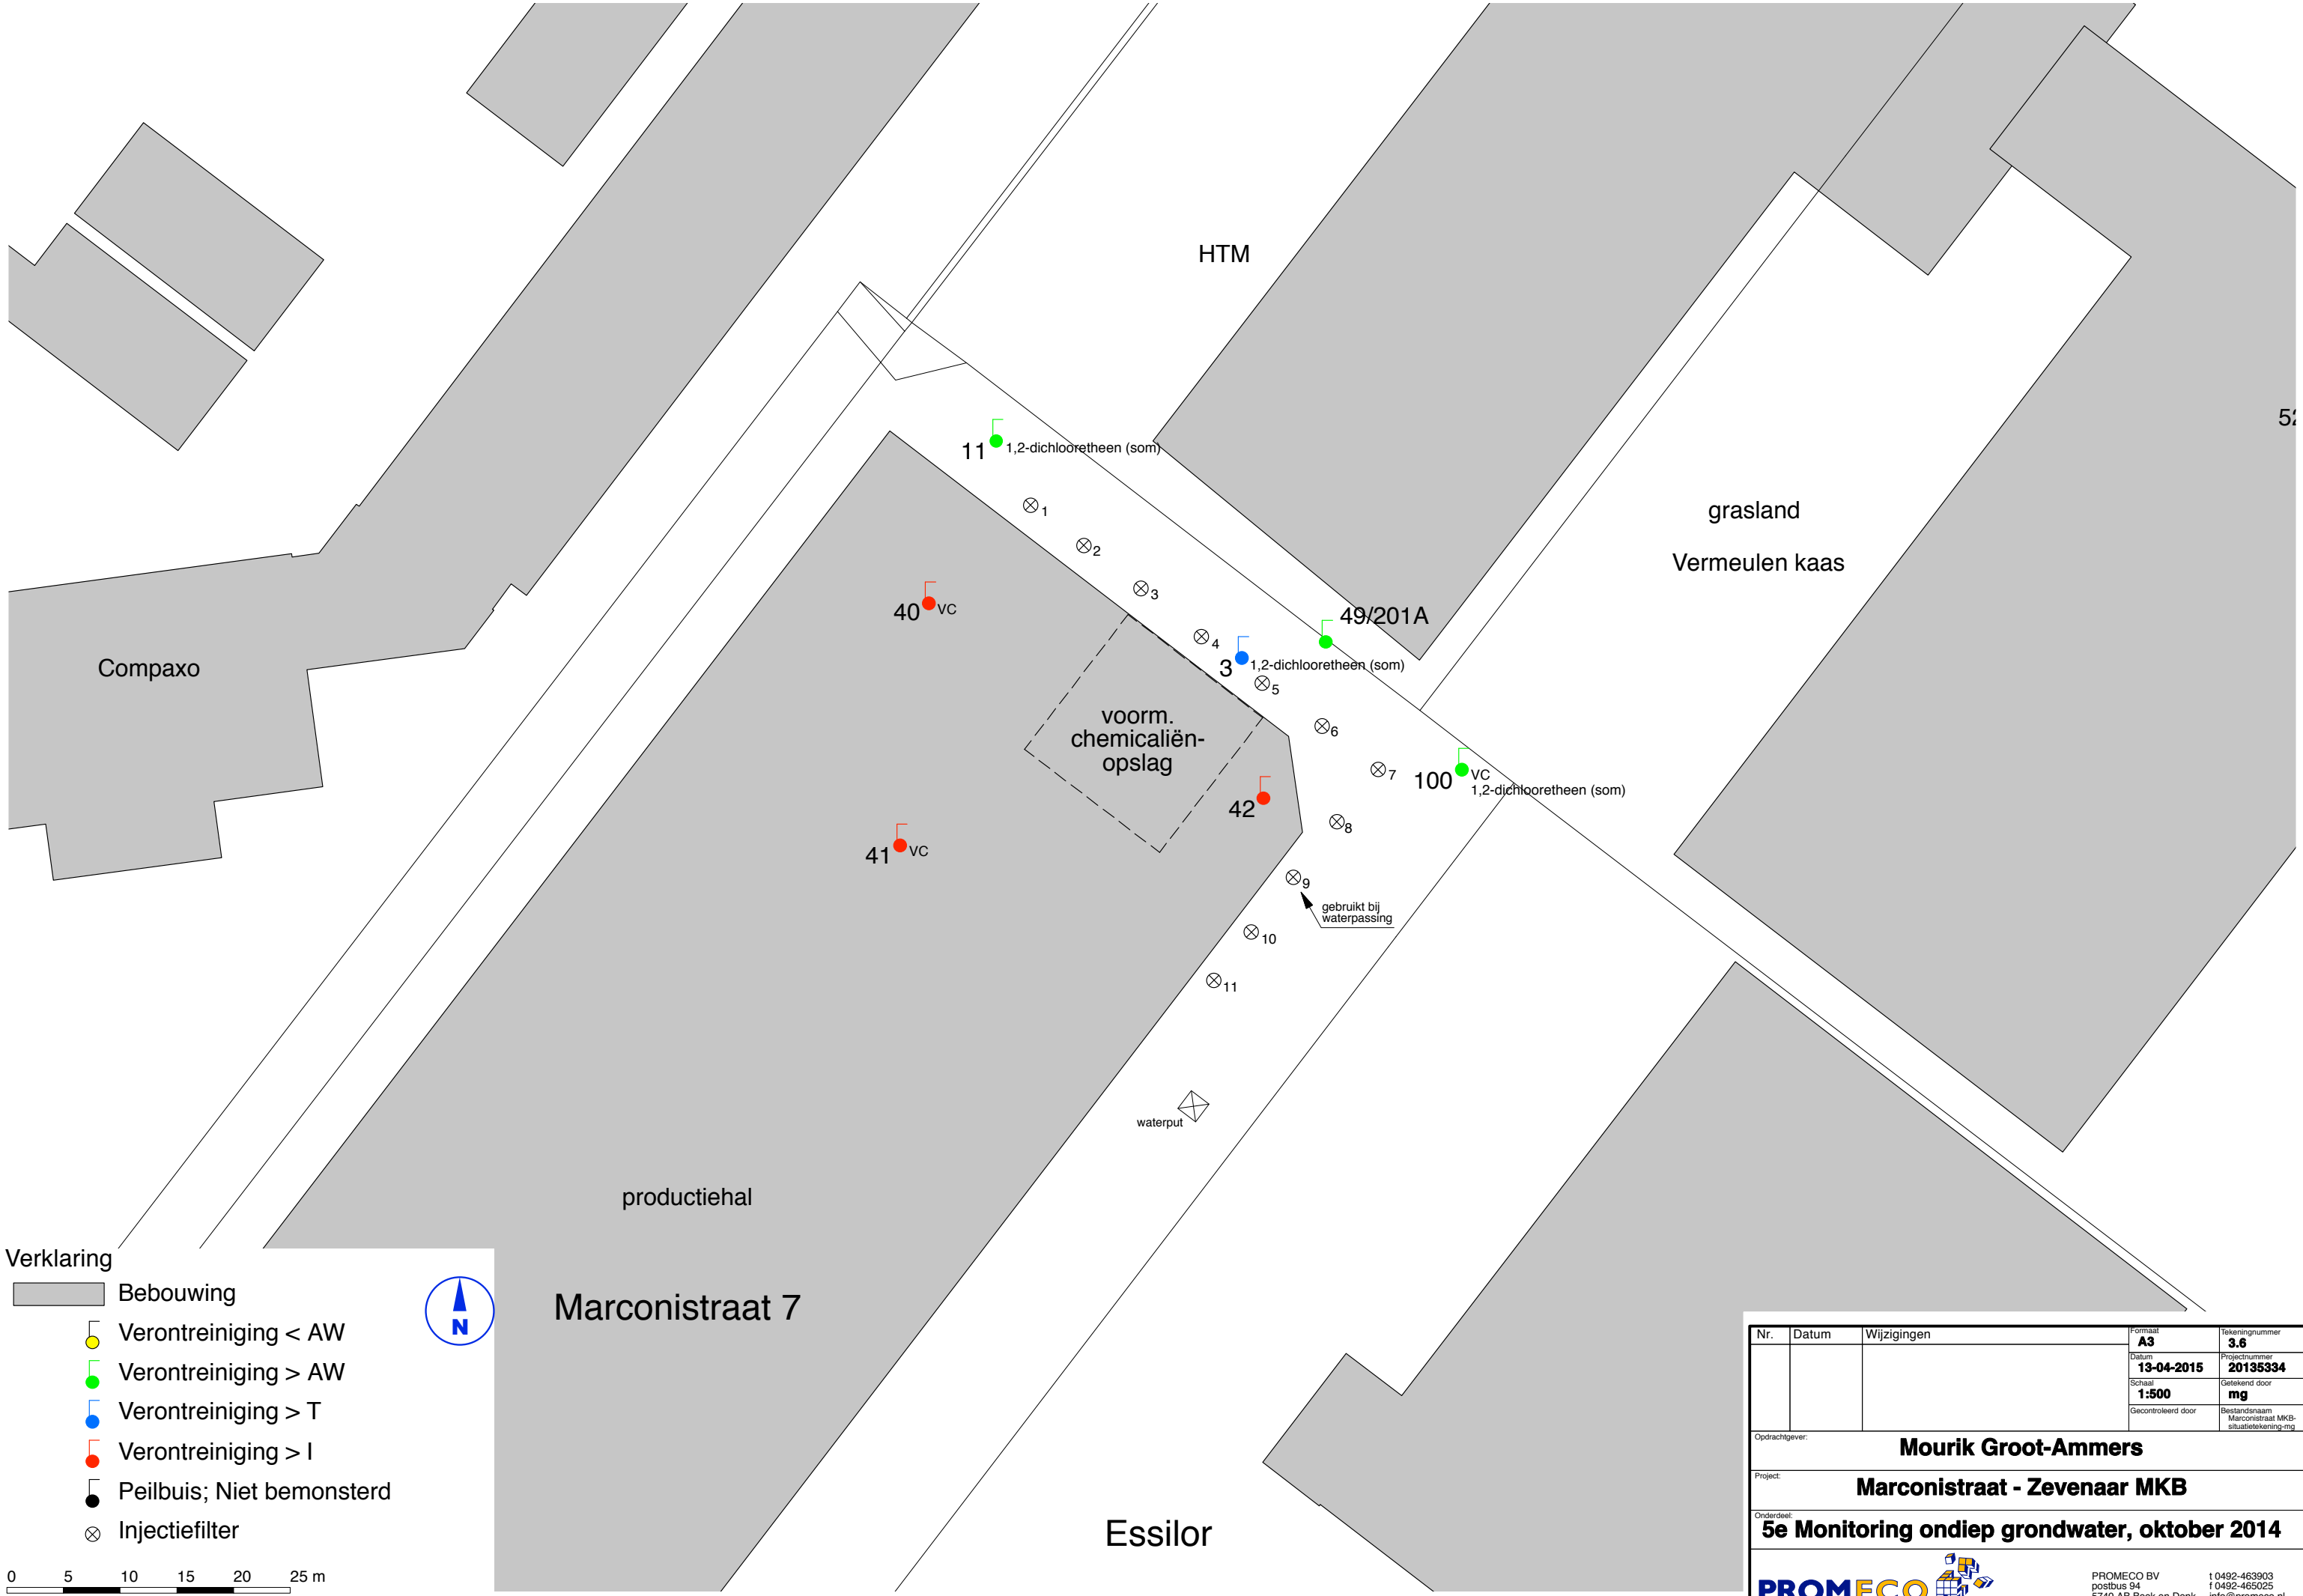 HTM
52
11
1,2-dichlooretheen (som)
1
grasland
2
Vermeulen kaas
3
40
VC
49/201A
4
3
1,2-dichlooretheen (som)
Compaxo
5
voorm.
chemicaliën-
opslag
6
7
100
VC
1,2-dichlooretheen (som)
42
8
41
VC
9
gebruikt bij
waterpassing
10
11
waterput
productiehal
Marconistraat 7
Essilor
Verklaring
Bebouwing
Verontreiniging < AW
Verontreiniging > AW
Verontreiniging > T
Verontreiniging > I
Peilbuis; Niet bemonsterd
Injectiefilter
N
0 5 10 15 20 25 m
Nr. Datum Wijzigingen
Formaat
A3
Tekeningnummer
3.6
Datum
13-04-2015
Projectnummer
20135334
Schaal
1:500
Getekend door
mg
Gecontroleerd door
Bestandsnaam
Marconistraat MKB-
situatietekening-mg
Opdrachtgever:
Mourik Groot-Ammers
Project:
Marconistraat - Zevenaar MKB
Onderdeel:
5e Monitoring ondiep grondwater, oktober 2014
PROMECO
PROMECO BV t 0492-463903
postbus 94 f 0492-465025